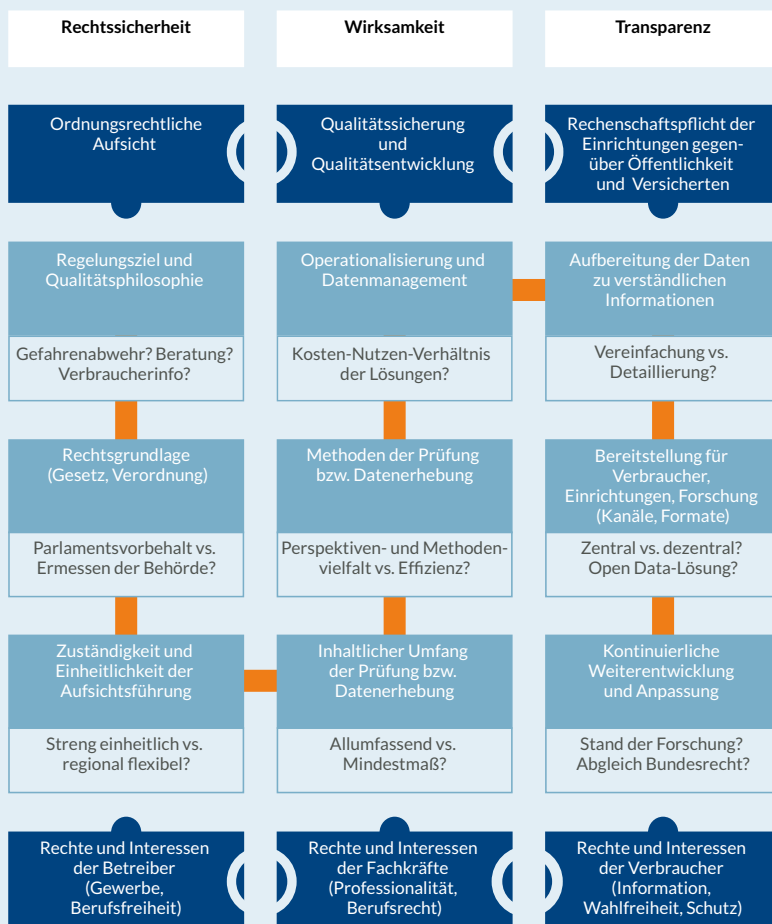 Rechtssicherheit
Wirksamkeit
Transparenz
Ordnungsrechtliche
Aufsicht
Qualitätssicherung
und
Qualitätsentwicklung
Rechenschaftspflicht der
Einrichtungen gegen-
über Öffentlichkeit
und Versicherten
Regelungsziel und
Qualitätsphilosophie
Gefahrenabwehr? Beratung?
Verbraucherinfo?
Operationalisierung und
Datenmanagement
Kosten-Nutzen-Verhältnis
der Lösungen?
Aufbereitung der Daten
zu verständlichen
Informationen
Vereinfachung vs.
Detaillierung?
Rechtsgrundlage
(Gesetz, Verordnung)
Parlamentsvorbehalt vs.
Ermessen der Behörde?
Methoden der Prüfung
bzw. Datenerhebung
Perspektiven- und Methoden-
vielfalt vs. Effizienz?
Bereitstellung für
Verbraucher,
Einrichtungen, Forschung
(Kanäle, Formate)
Zentral vs. dezentral?
Open Data-Lösung?
Zuständigkeit und
Einheitlichkeit der
Aufsichtsführung
Streng einheitlich vs.
regional flexibel?
Inhaltlicher Umfang
der Prüfung bzw.
Datenerhebung
Allumfassend vs.
Mindestmaß?
Kontinuierliche
Weiterentwicklung
und Anpassung
Stand der Forschung?
Abgleich Bundesrecht?
Rechte und Interessen
der Betreiber
(Gewerbe,
Berufsfreiheit)
Rechte und Interessen
der Fachkräfte
(Professionalität,
Berufsrecht)
Rechte und Interessen
der Verbraucher
(Information,
Wahlfreiheit, Schutz)